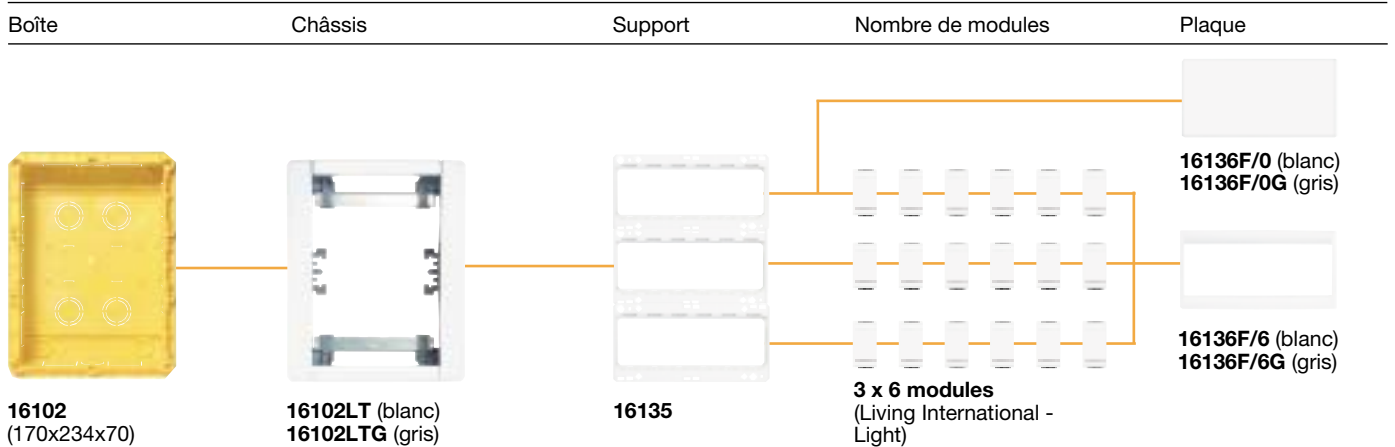 Boîte
Châssis
Support
Nombre de modules
Plaque
16136F/0 (blanc)
16136F/0G (gris)
16136F/6 (blanc)
16136F/6G (gris)
16102
(170x234x70)
16102LT (blanc)
16102LTG (gris)
16135
3 x 6 modules
(Living International -
Light)